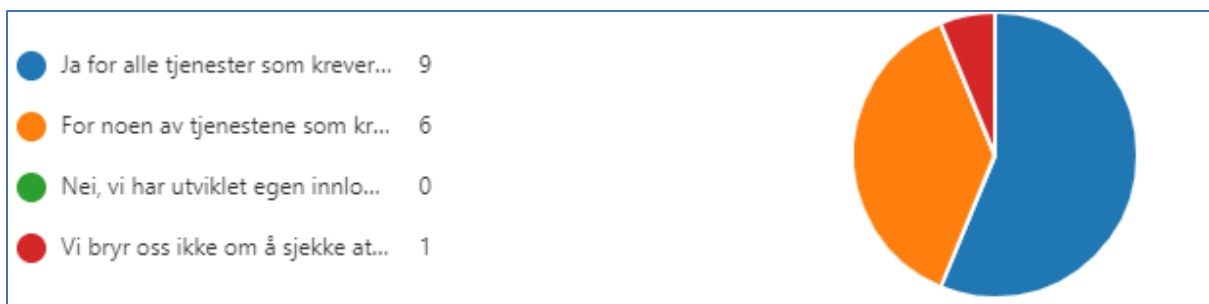 Ja for alle tjenester som krever... 9
For noen av tjenestene som kr... 6
Nei, vi har utviklet egen innlo... 0
Vi bryr oss ikke om å sjekke at... 1